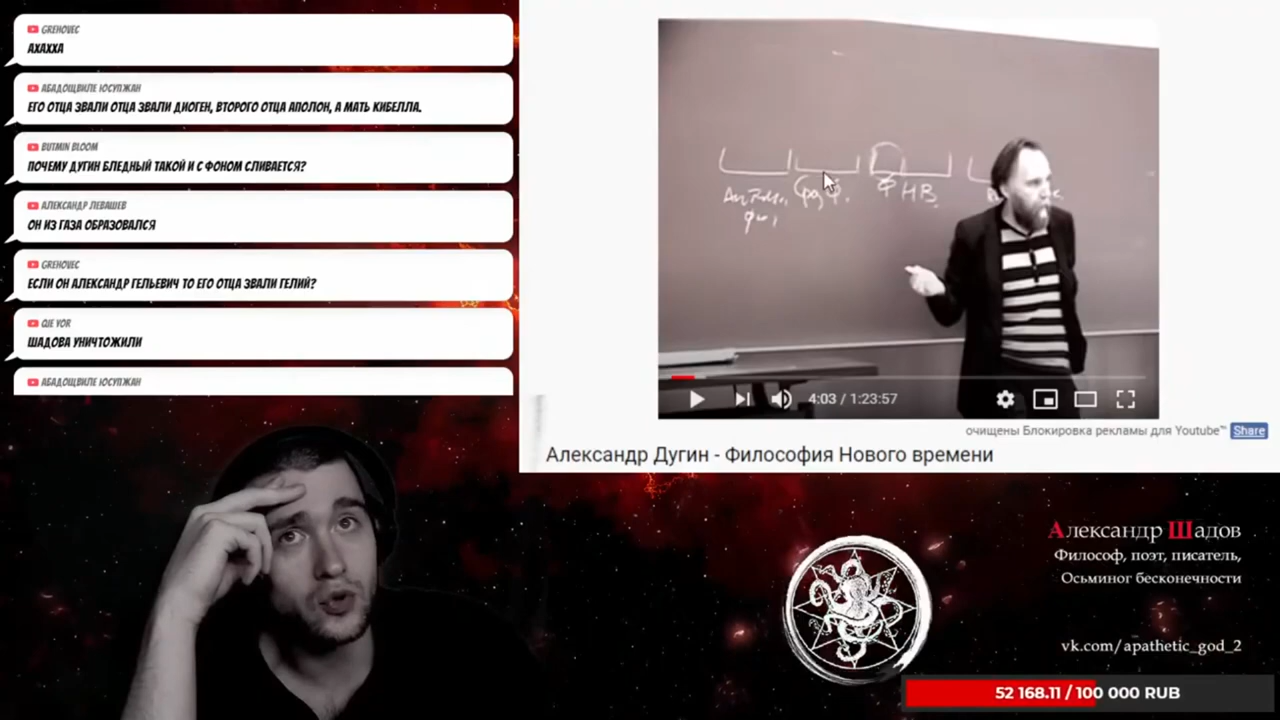 GREHOVEC
АХАХХА
АБАДОЩВИЛЕ ЮСУПЖАН
ЕГО ОТЦА ЗВАЛИ ОТЦА ЗВАЛИ ДИОГЕН, ВТОРОГО ОТЦА АПОЛОН, А МАТЬ КИБЕЛЛА.
BUTMIN BLOOM
ПОЧЕМУ ДУГИН БЛЕДНЫЙ ТАКОЙ И С ФОНОМ СЛИВАЕТСЯ?
АЛЕКСАНДР ЛЕВАШЕВ
ОН ИЗ ГАЗА ОБРАЗОВАЛСЯ
GREHOVEC
ЕСЛИ ОН АЛЕКСАНДР ГЕЛЬЕВИЧ ТО ЕГО ОТЦА ЗВАЛИ ГЕЛИЙ?
QJE YOR
ШАДОВА УНИЧТОЖИЛИ
АБАДОЩВИЛЕ ЮСУПЖАН
Ф НВ.
4:03 / 1:23:57
очищены Блокировка рекламы для Youtube™ Share
Александр Дугин - Философия Нового времени
Александр Шадов
Философ, поэт, писатель,
Осьминог бесконечности
vk.com/apathetic_god_2
52 168.11 / 100 000 RUB